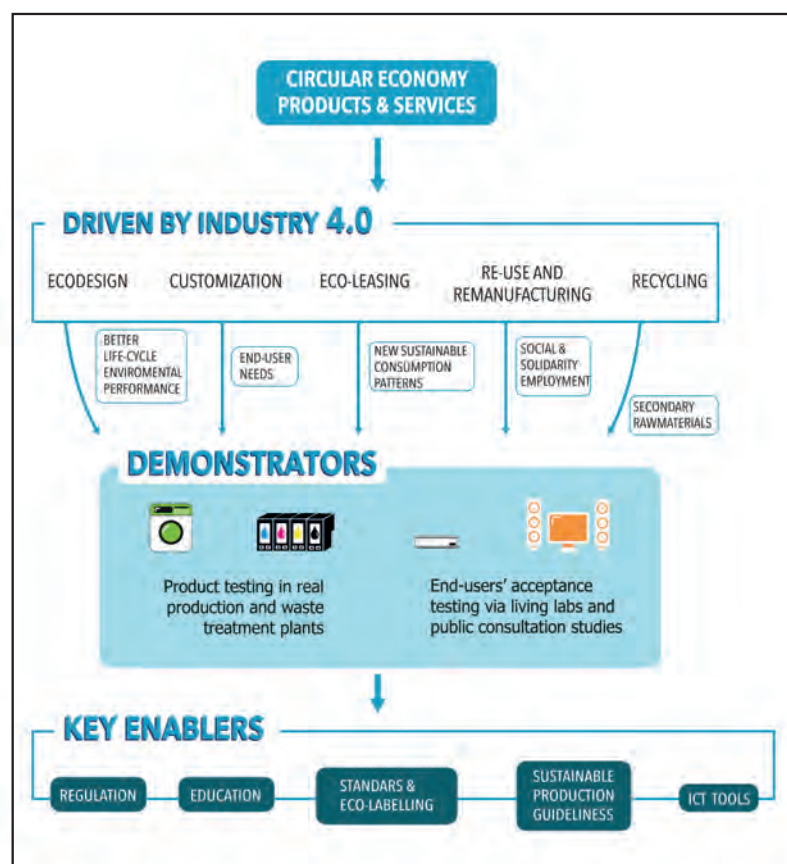 CIRCULAR ECONOMY
PRODUCTS & SERVICES
DRIVEN BY INDUSTRY 4.0
ECODESIGN
CUSTOMIZATION
ECO-LEASING
RE-USE AND
REMANUFACTURING
RECYCLING
BETTER
LIFE-CYCLE
ENVIROMENTAL
PERFORMANCE
END-USER
NEEDS
NEW SUSTAINABLE
CONSUMPTION
PATTERNS
SOCIAL &
SOLIDARITY
EMPLOYMENT
SECONDARY
RAWMATERIALS
DEMONSTRATORS
Product testing in real
production and waste
treatment plants
End-users' acceptance
testing via living labs and
public consultation studies
KEY ENABLERS
REGULATION
EDUCATION
STANDARS &
ECO-LABELLING
SUSTAINABLE
PRODUCTION
GUIDELINESS
ICT TOOLS